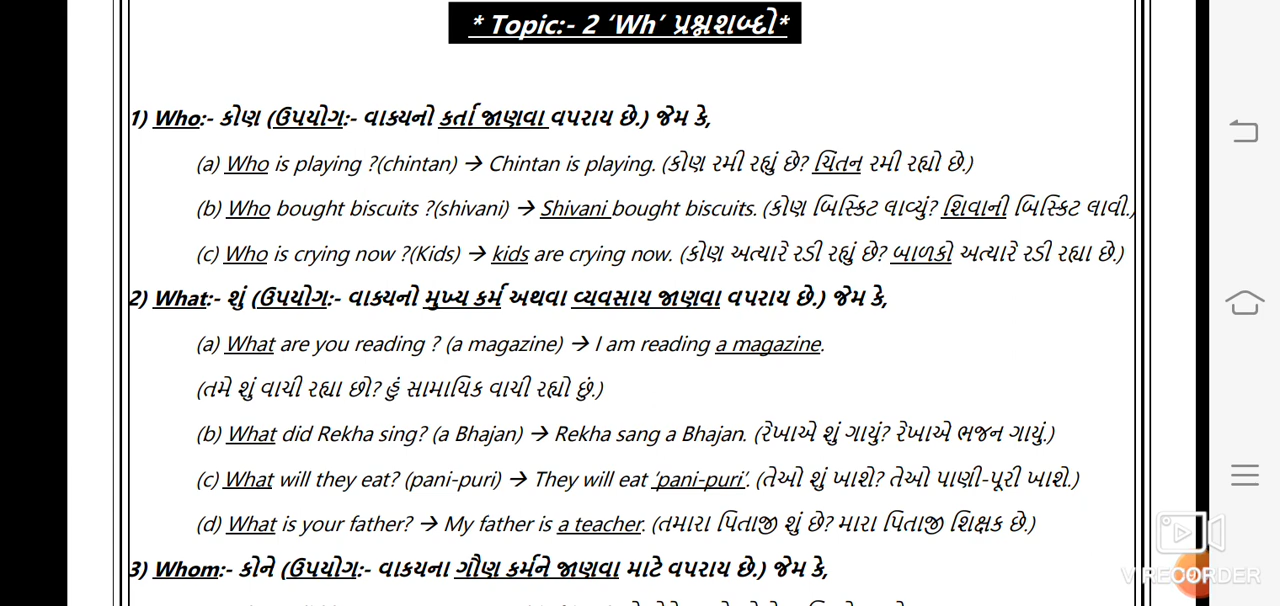 * Topic:- 2 ‘Wh’ પ્રશ્નશબ્દો*
1) Who:- કોણ (ઉપયોગ:- વાક્યનો કર્તા જાણવા વપરાય છે.) જેમ કે,
(a) Who is playing ?(chintan) → Chintan is playing. (કોણ રમી રહ્યું છે? ચિંતન રમી રહ્યો છે.)
(b) Who bought biscuits ?(shivani) → Shivani bought biscuits. (કોણ બિસ્કિટ લાવ્યું? શિવાની બિસ્કિટ લાવી.)
(c) Who is crying now ?(Kids) → kids are crying now. (કોણ અત્યારે રડી રહ્યું છે? બાળકો અત્યારે રડી રહ્યા છે.)
2) What:- શું (ઉપયોગ:- વાક્યનો મુખ્ય કર્મ અથવા વ્યવસાય જાણવા વપરાય છે.) જેમ કે,
(a) What are you reading ? (a magazine) → I am reading a magazine.
(તમે શું વાચી રહ્યા છો? હું સામાયિક વાચી રહ્યો છું.)
(b) What did Rekha sing? (a Bhajan) → Rekha sang a Bhajan. (રેખાએ શું ગાયું? રેખાએ ભજન ગાયું.)
(c) What will they eat? (pani-puri) → They will eat ‘pani-puri’. (તેઓ શું ખાશે? તેઓ પાણી-પૂરી ખાશે.)
(d) What is your father? → My father is a teacher. (તમારા પિતાજી શું છે? મારા પિતાજી શિક્ષક છે.)
3) Whom:- કોને (ઉપયોગ:- વાક્યના ગૌણ કર્મને જાણવા માટે વપરાય છે.) જેમ કે,